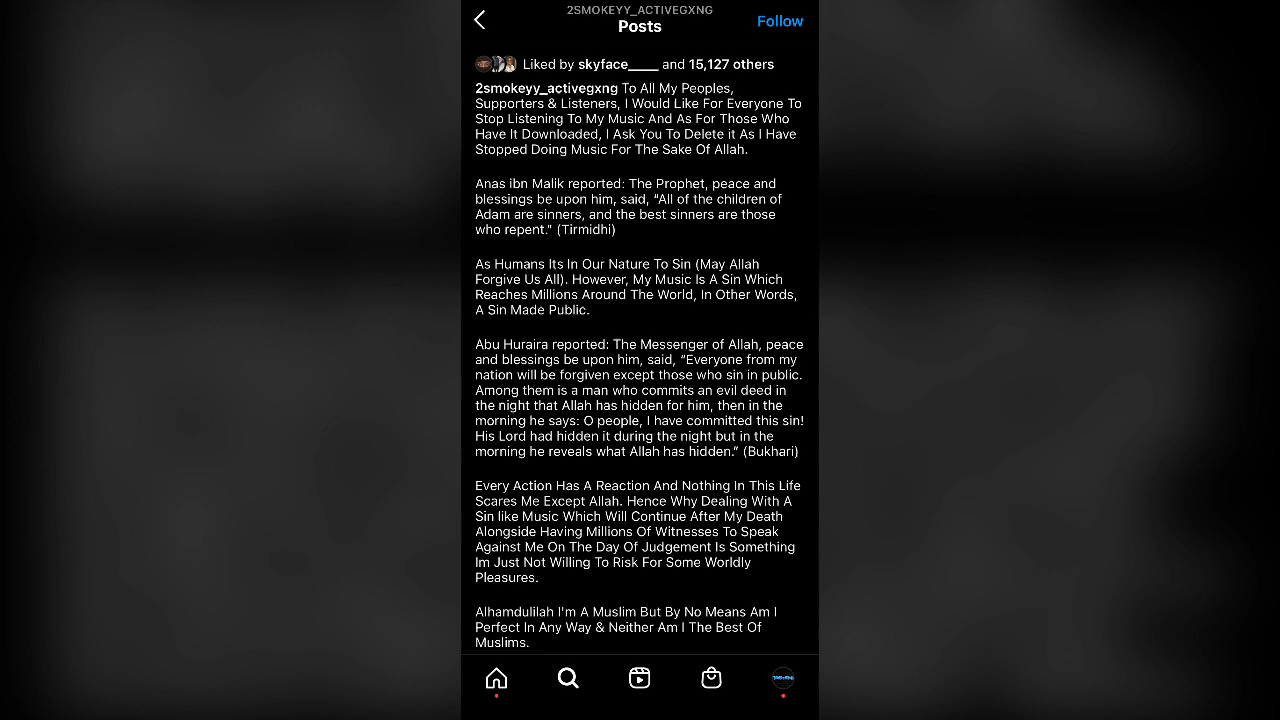 2SMOKEYY_ACTIVEGXNG
Posts
Follow
Liked by skyface____ and 15,127 others
2smokeyy_activegxng To All My Peoples,
Supporters & Listeners, I Would Like For Everyone To
Stop Listening To My Music And As For Those Who
Have It Downloaded, I Ask You To Delete it As I Have
Stopped Doing Music For The Sake Of Allah.
Anas ibn Malik reported: The Prophet, peace and
blessings be upon him, said, “All of the children of
Adam are sinners, and the best sinners are those
who repent.” (Tirmidhi)
As Humans Its In Our Nature To Sin (May Allah
Forgive Us All). However, My Music Is A Sin Which
Reaches Millions Around The World, In Other Words,
A Sin Made Public.
Abu Huraira reported: The Messenger of Allah, peace
and blessings be upon him, said, “Everyone from my
nation will be forgiven except those who sin in public.
Among them is a man who commits an evil deed in
the night that Allah has hidden for him, then in the
morning he says: O people, I have committed this sin!
His Lord had hidden it during the night but in the
morning he reveals what Allah has hidden.” (Bukhari)
Every Action Has A Reaction And Nothing In This Life
Scares Me Except Allah. Hence Why Dealing With A
Sin like Music Which Will Continue After My Death
Alongside Having Millions Of Witnesses To Speak
Against Me On The Day Of Judgement Is Something
Im Just Not Willing To Risk For Some Worldly
Pleasures.
Alhamdulilah I'm A Muslim But By No Means Am I
Perfect In Any Way & Neither Am I The Best Of
Muslims.